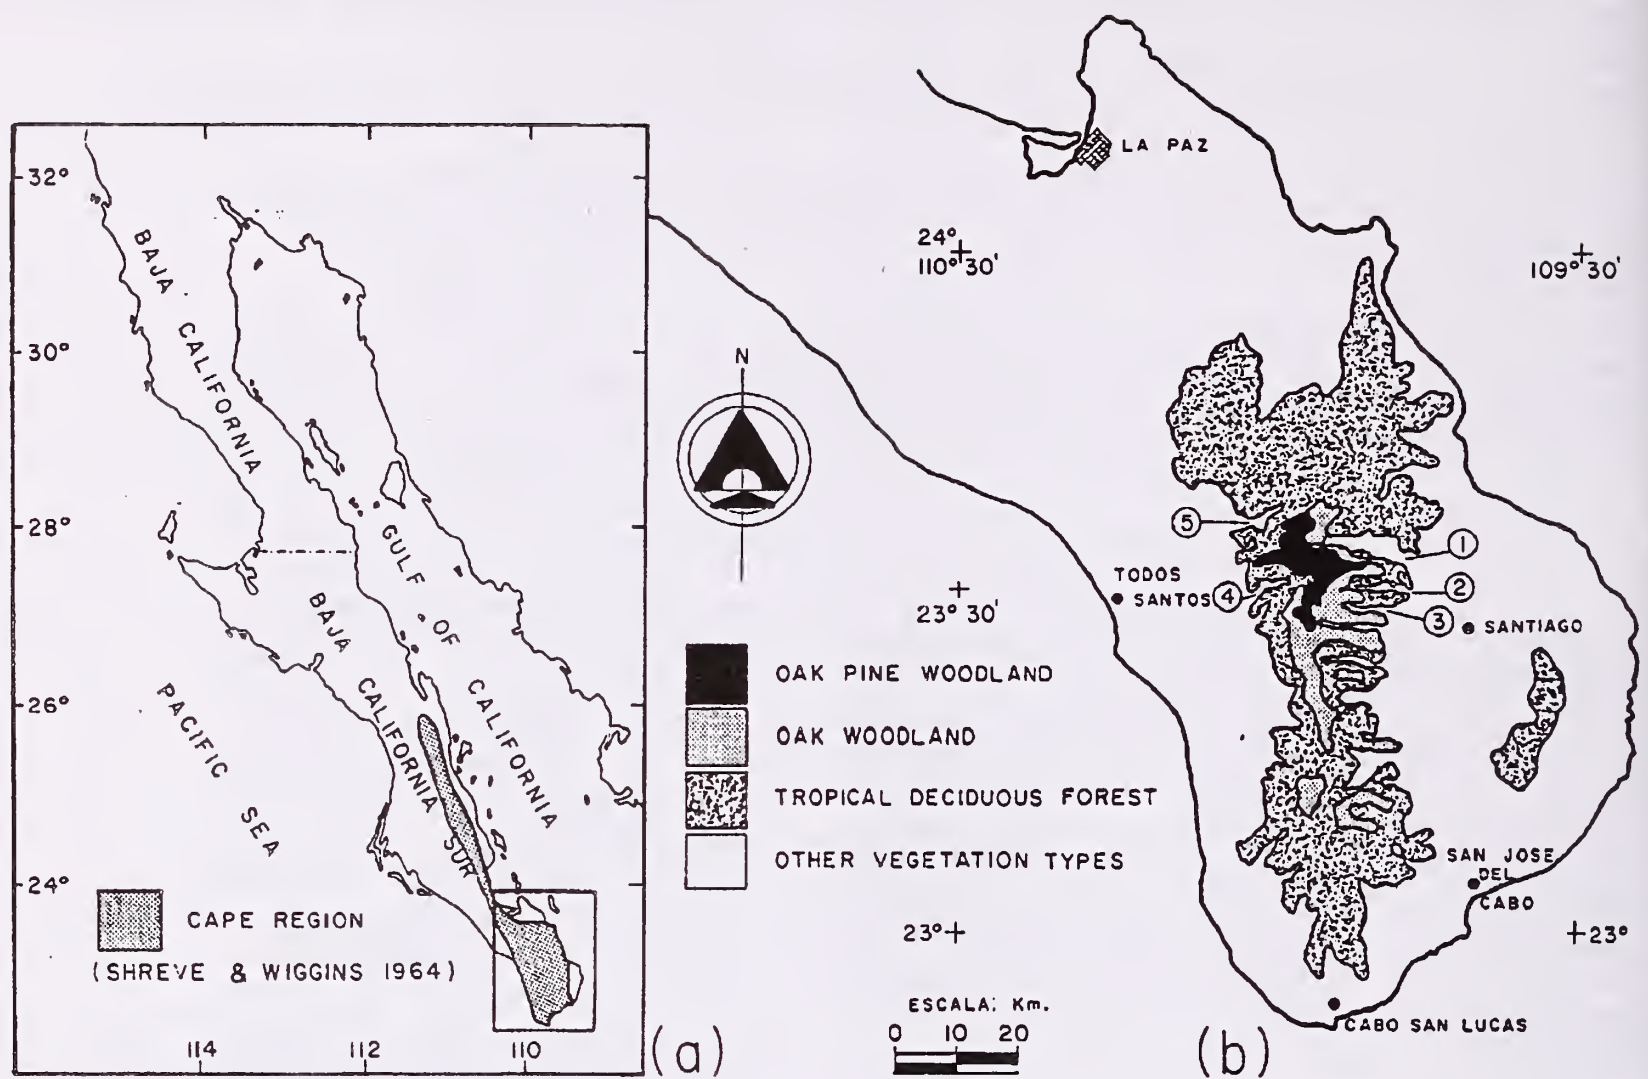 32°
30°
28°
26°
24°
114
112
110
BAJA CALIFORNIA
GULF OF CALIFORNIA
BAJA CALIFORNIA SUR
PACIFIC SEA
CAPE REGION
(SHREVE & WIGGINS 1964)
(a)
N
OAK PINE WOODLAND
OAK WOODLAND
TROPICAL DECIDUOUS FOREST
OTHER VEGETATION TYPES
LA PAZ
24°
110°30'
109°30'
5
1
2
3
4
TODOS
SANTOS
SANTIAGO
23° 30'
SAN JOSE
DEL
CABO
23°
23°
CABO SAN LUCAS
ESCALA: Km.
0 10 20
(b)